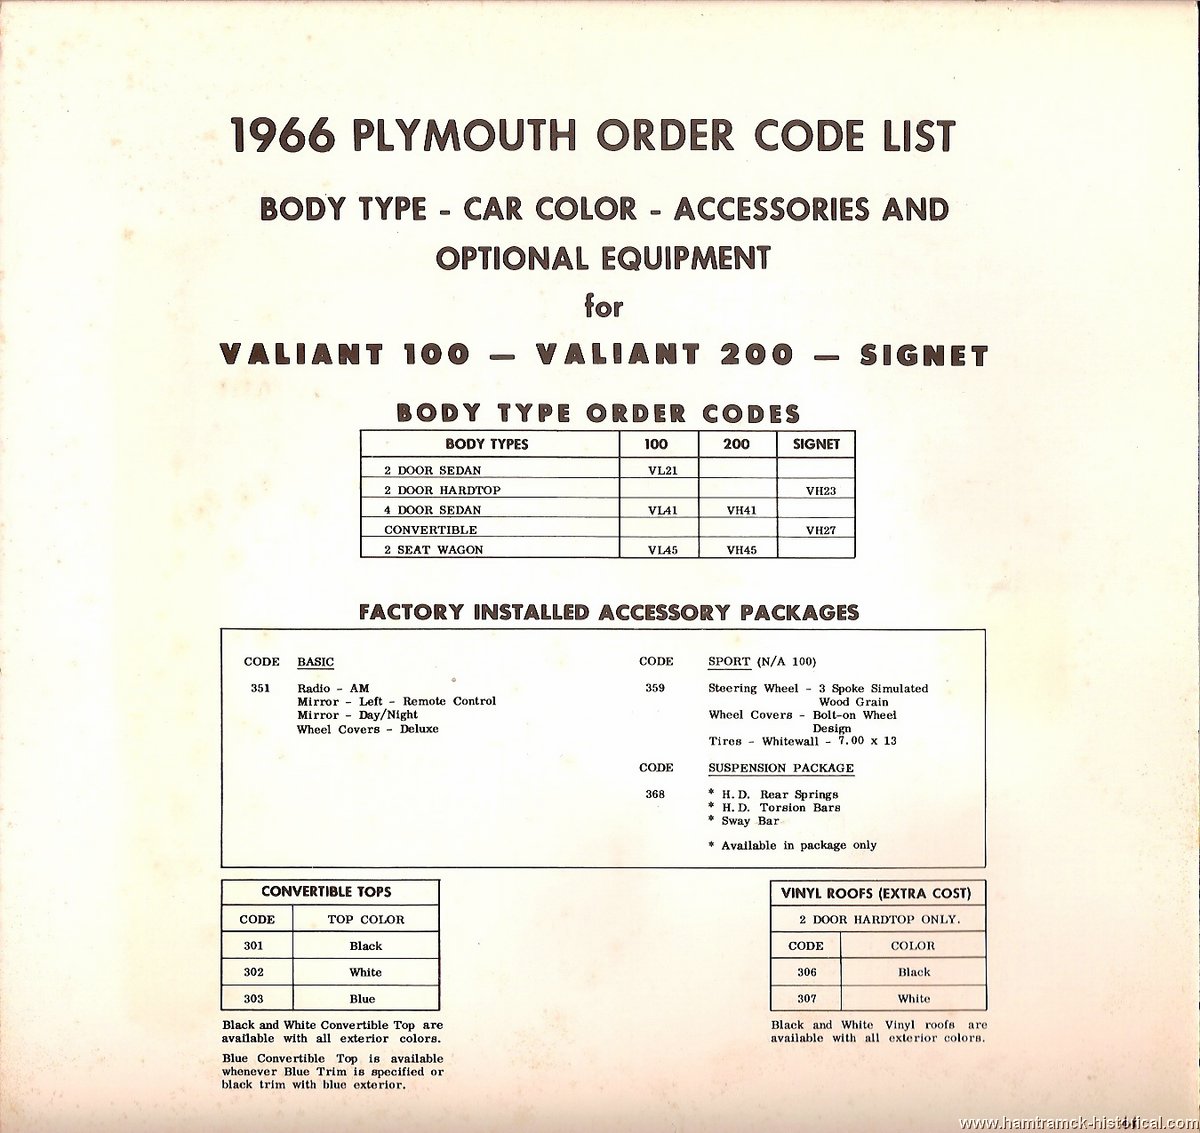 1966 PLYMOUTH ORDER CODE LIST
BODY TYPE - CAR COLOR - ACCESSORIES AND
OPTIONAL EQUIPMENT
for
VALIANT 100 — VALIANT 200 — SIGNET
BODY TYPE ORDER CODES
BODY TYPES 100 200 SIGNET
2 DOOR SEDAN VL21
2 DOOR HARDTOP VH23
4 DOOR SEDAN VL41 VH41
CONVERTIBLE VH27
2 SEAT WAGON VL45 VH45
FACTORY INSTALLED ACCESSORY PACKAGES
CODE BASIC
351 Radio - AM
Mirror - Left - Remote Control
Mirror - Day/Night
Wheel Covers - Deluxe
CODE SPORT (N/A 100)
359 Steering Wheel - 3 Spoke Simulated
Wood Grain
Wheel Covers - Bolt-on Wheel
Design
Tires - Whitewall - 7.00 x 13
CODE SUSPENSION PACKAGE
368 * H.D. Rear Springs
* H.D. Torsion Bars
* Sway Bar
* Available in package only
CONVERTIBLE TOPS
CODE TOP COLOR
301 Black
302 White
303 Blue
Black and White Convertible Top are
available with all exterior colors.
Blue Convertible Top is available
whenever Blue Trim is specified or
black trim with blue exterior.
VINYL ROOFS (EXTRA COST)
2 DOOR HARDTOP ONLY.
CODE COLOR
306 Black
307 White
Black and White Vinyl roofs are
available with all exterior colors.
www.hamtramck-historical.com